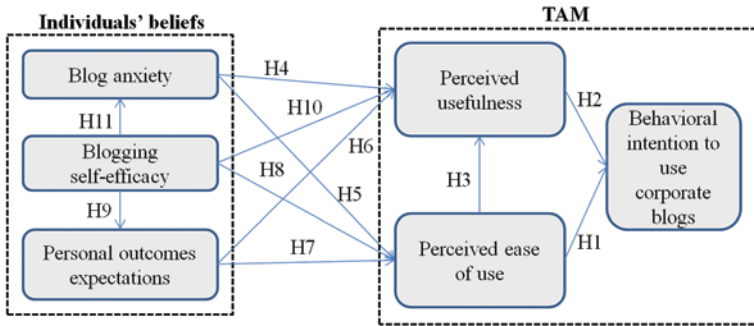 Individuals' beliefs
TAM
Blog anxiety
H4
Perceived
usefulness
H10
H2
H11
H6
Behavioral
intention to
use
corporate
blogs
Blogging
self-efficacy
H8
H3
H9
H5
Personal outcomes
expectations
H7
Perceived ease
of use
H1